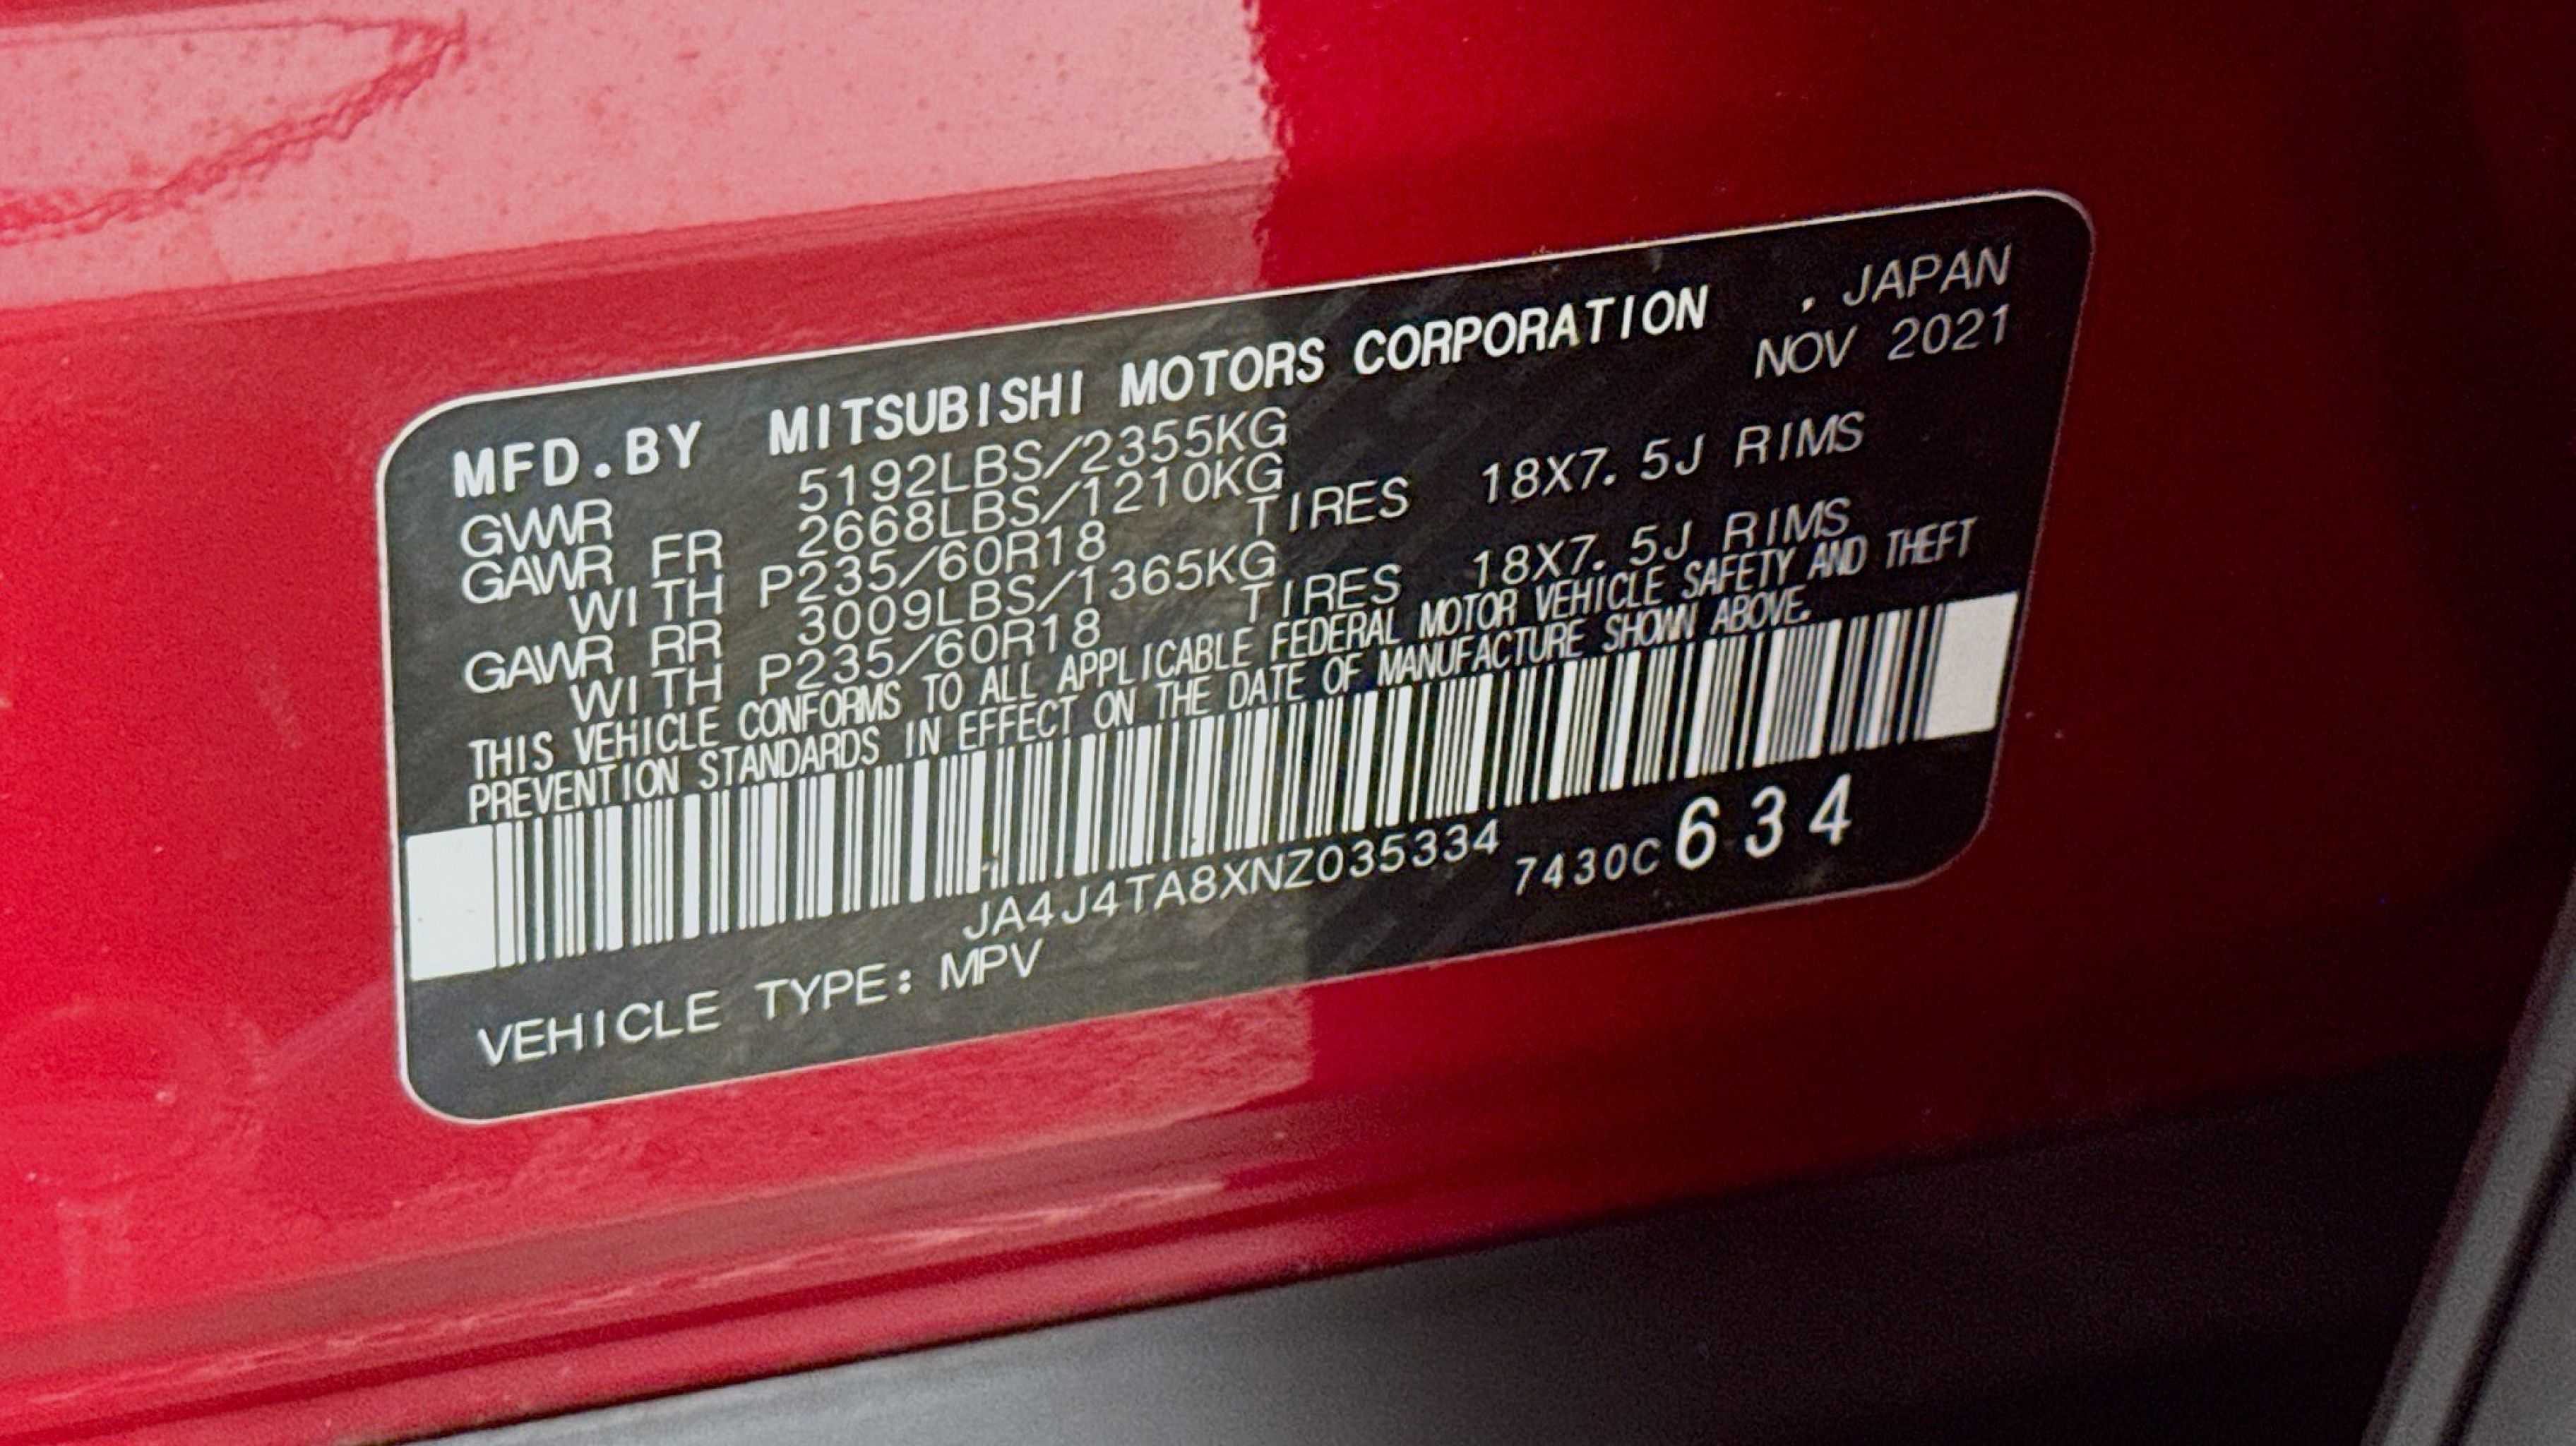 MFD.BY MITSUBISHI MOTORS CORPORATION , JAPAN
NOV 2021
GVWR 5192LBS/2355KG
GAWR FR 2668LBS/1210KG
WITH P235/60R18 TIRES 18X7.5J RIMS
GAWR RR 3009LBS/1365KG
WITH P235/60R18 TIRES 18X7.5J RIMS
THIS VEHICLE CONFORMS TO ALL APPLICABLE FEDERAL MOTOR VEHICLE SAFETY AND THEFT
PREVENTION STANDARDS IN EFFECT ON THE DATE OF MANUFACTURE SHOWN ABOVE.
JA4J4TA8XNZ035334 7430C634
VEHICLE TYPE: MPV